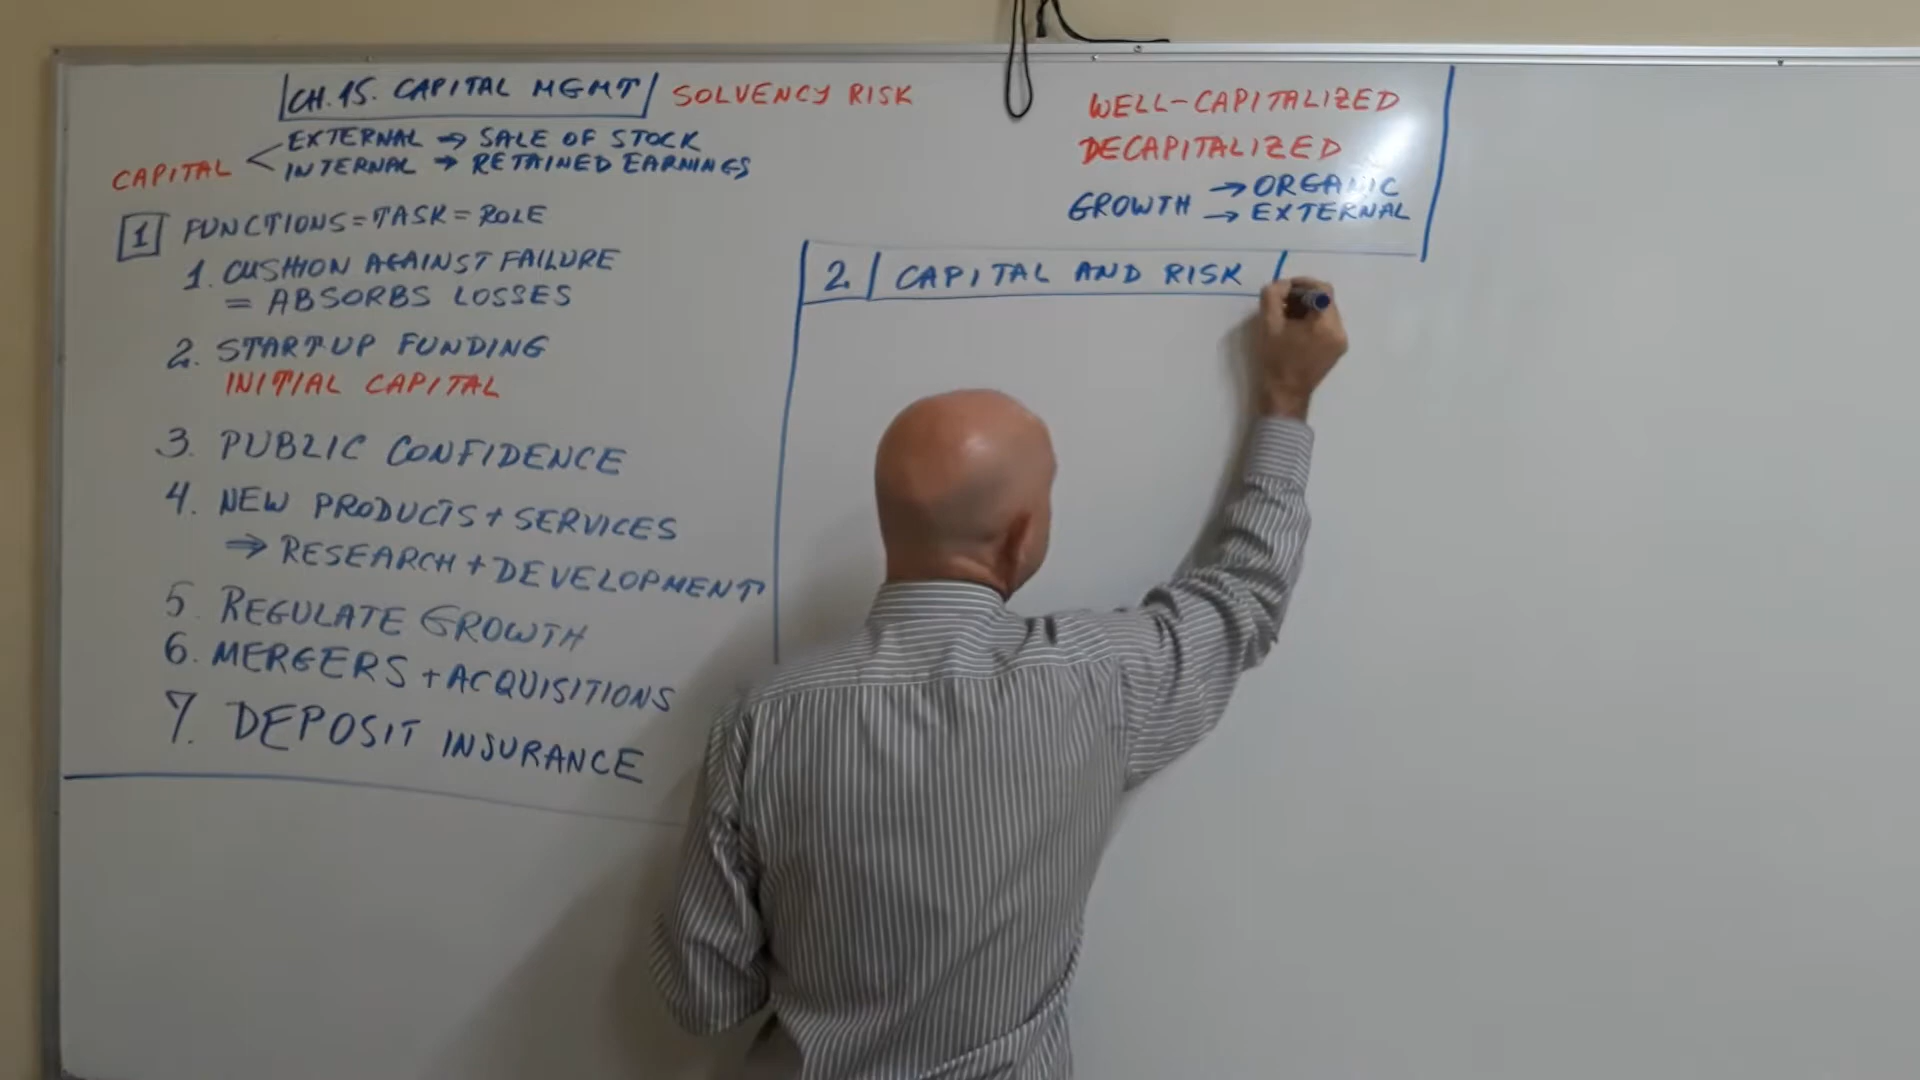 CH. 15. CAPITAL MGMT SOLVENCY RISK
CAPITAL
EXTERNAL → SALE OF STOCK
INTERNAL → RETAINED EARNINGS
1 FUNCTIONS = TASK = ROLE
1. CUSHION AGAINST FAILURE
= ABSORBS LOSSES
2. STARTUP FUNDING
INITIAL CAPITAL
3. PUBLIC CONFIDENCE
4. NEW PRODUCTS + SERVICES
⇒ RESEARCH + DEVELOPMENT
5. REGULATE GROWTH
6. MERGERS + ACQUISITIONS
7. DEPOSIT INSURANCE
WELL-CAPITALIZED
DECAPITALIZED
GROWTH → ORGANIC
→ EXTERNAL
2. CAPITAL AND RISK